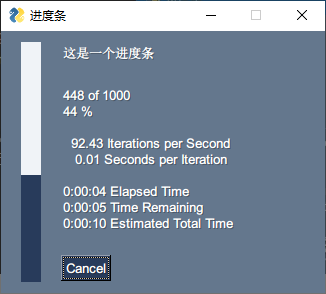 进度条
这是一个进度条
448 of 1000
44 %
92.43 Iterations per Second
0.01 Seconds per Iteration
0:00:04 Elapsed Time
0:00:05 Time Remaining
0:00:10 Estimated Total Time
Cancel